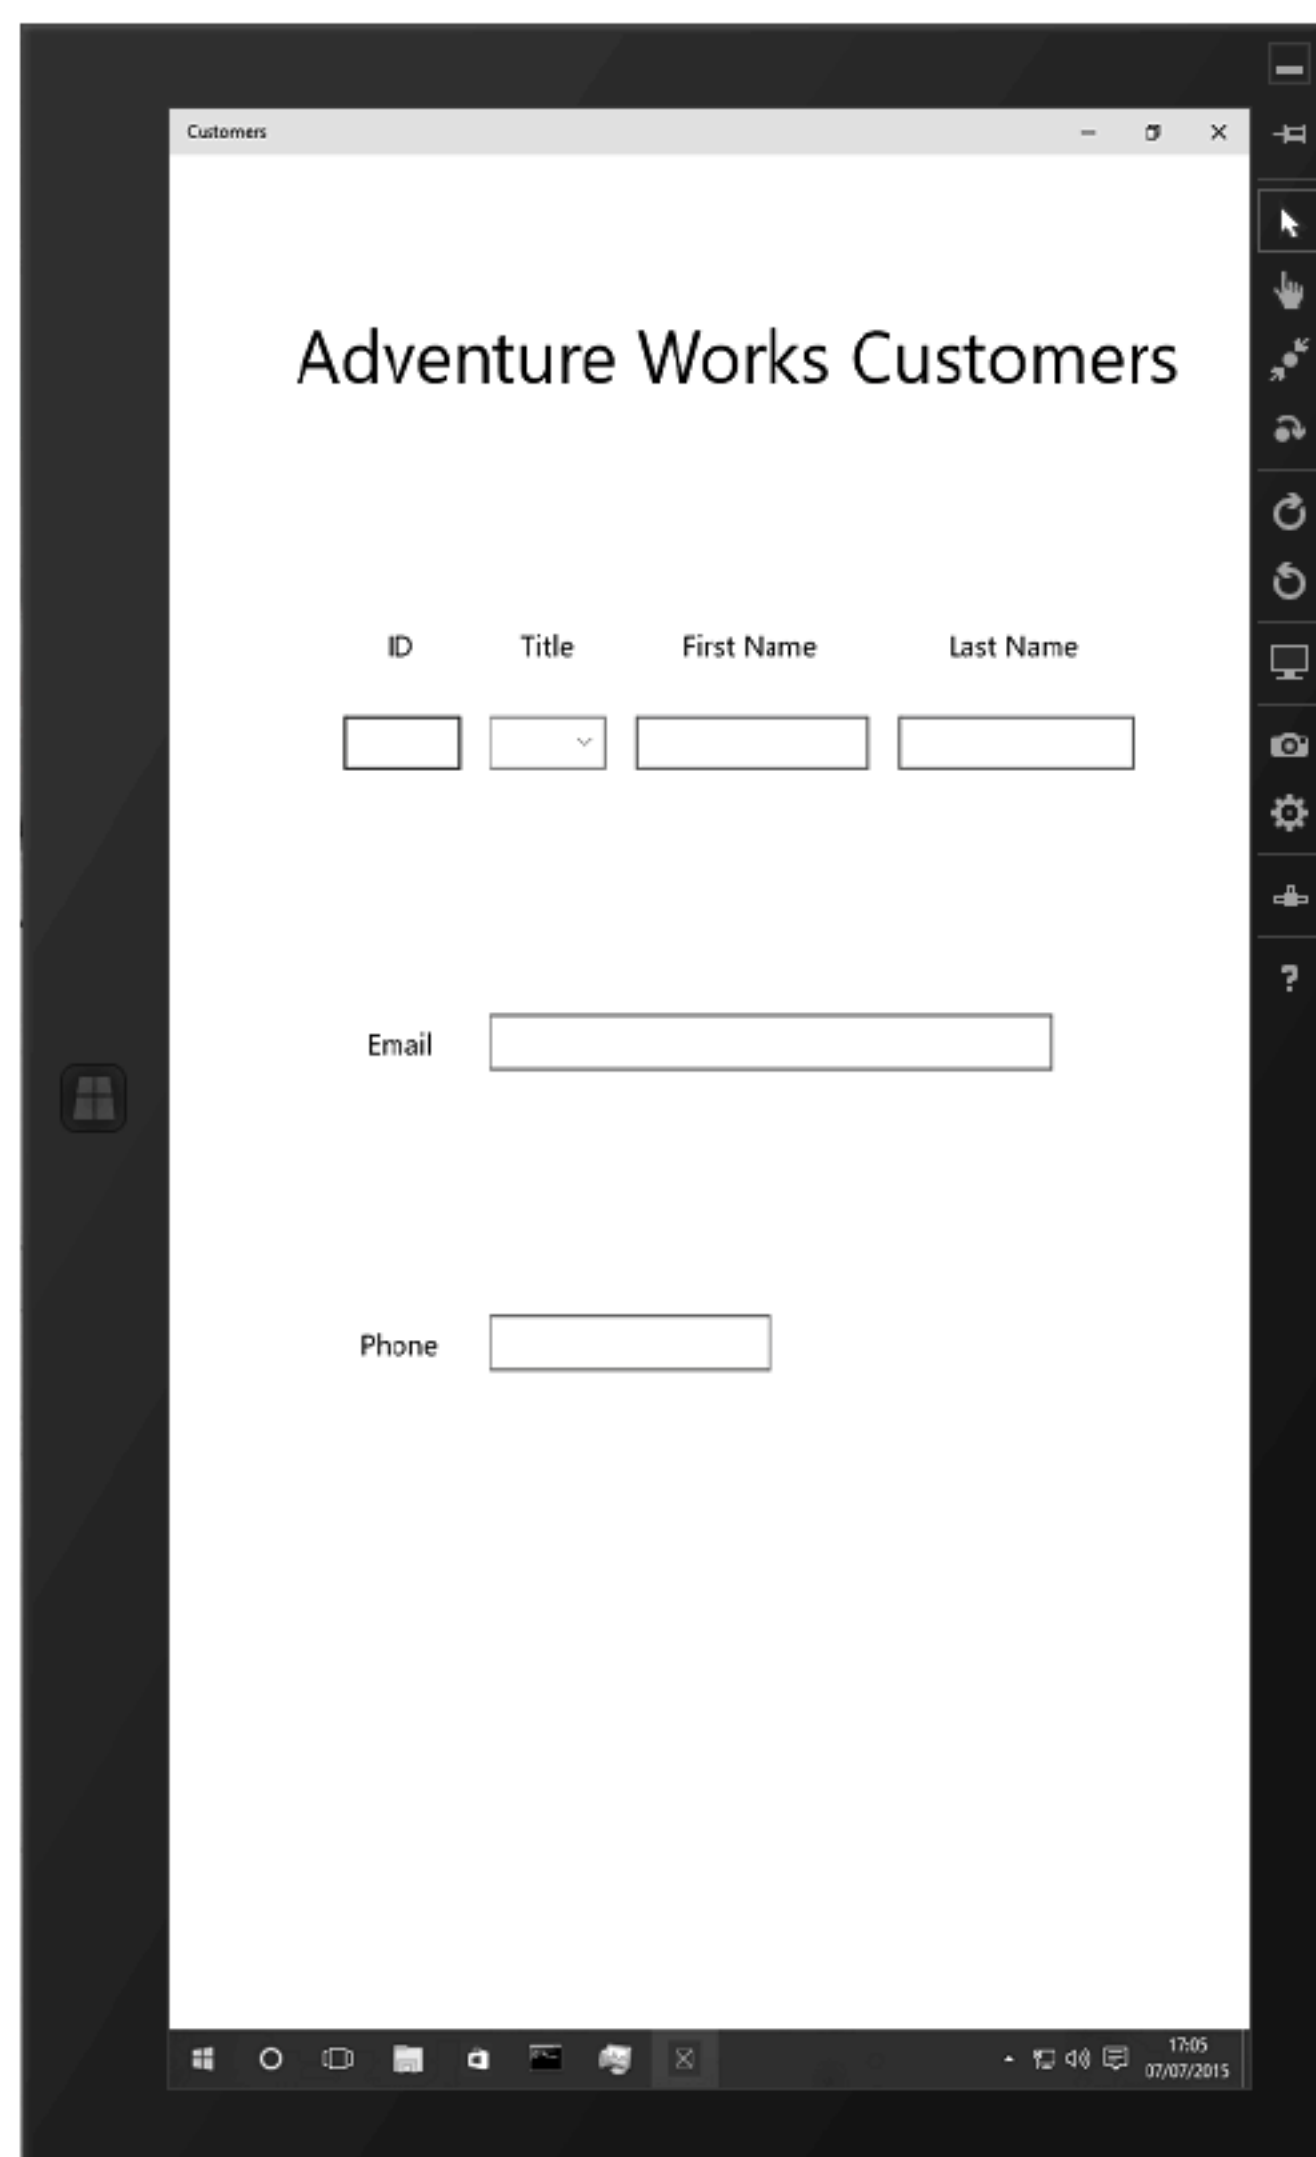 Customers
Adventure Works Customers
ID Title First Name Last Name
Email
Phone
?
17:05
07/07/2015